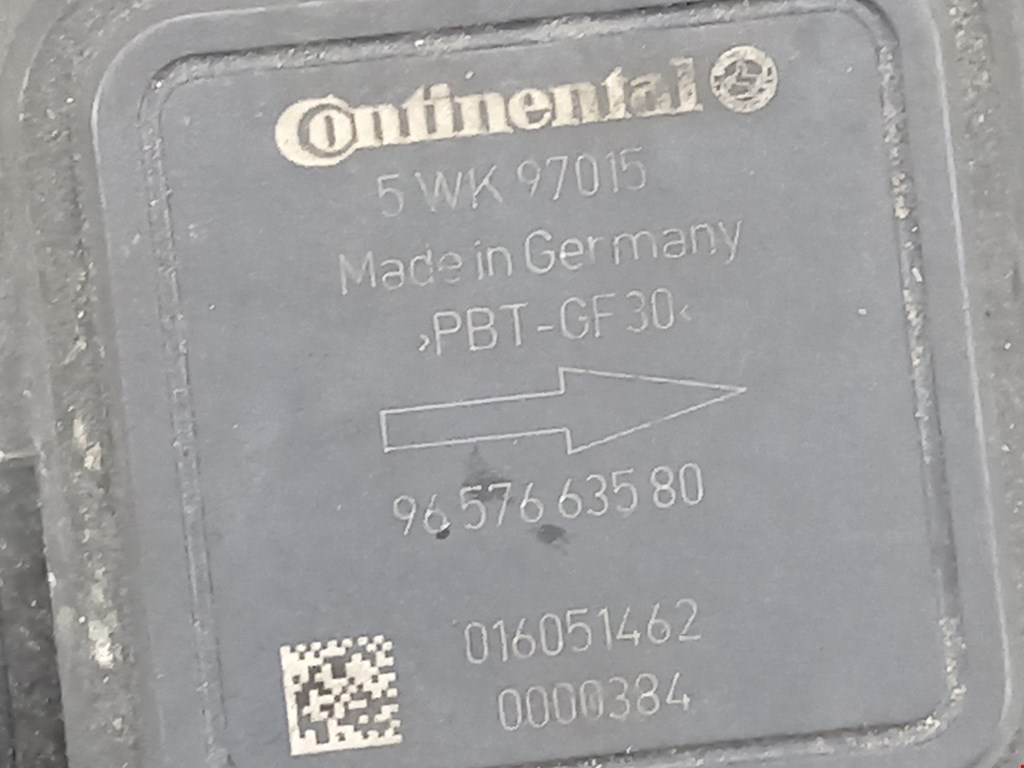 Continental
5 WK 97015
Made in Germany
›PBT-GF30‹
96 576 635 80
016051462
0000384